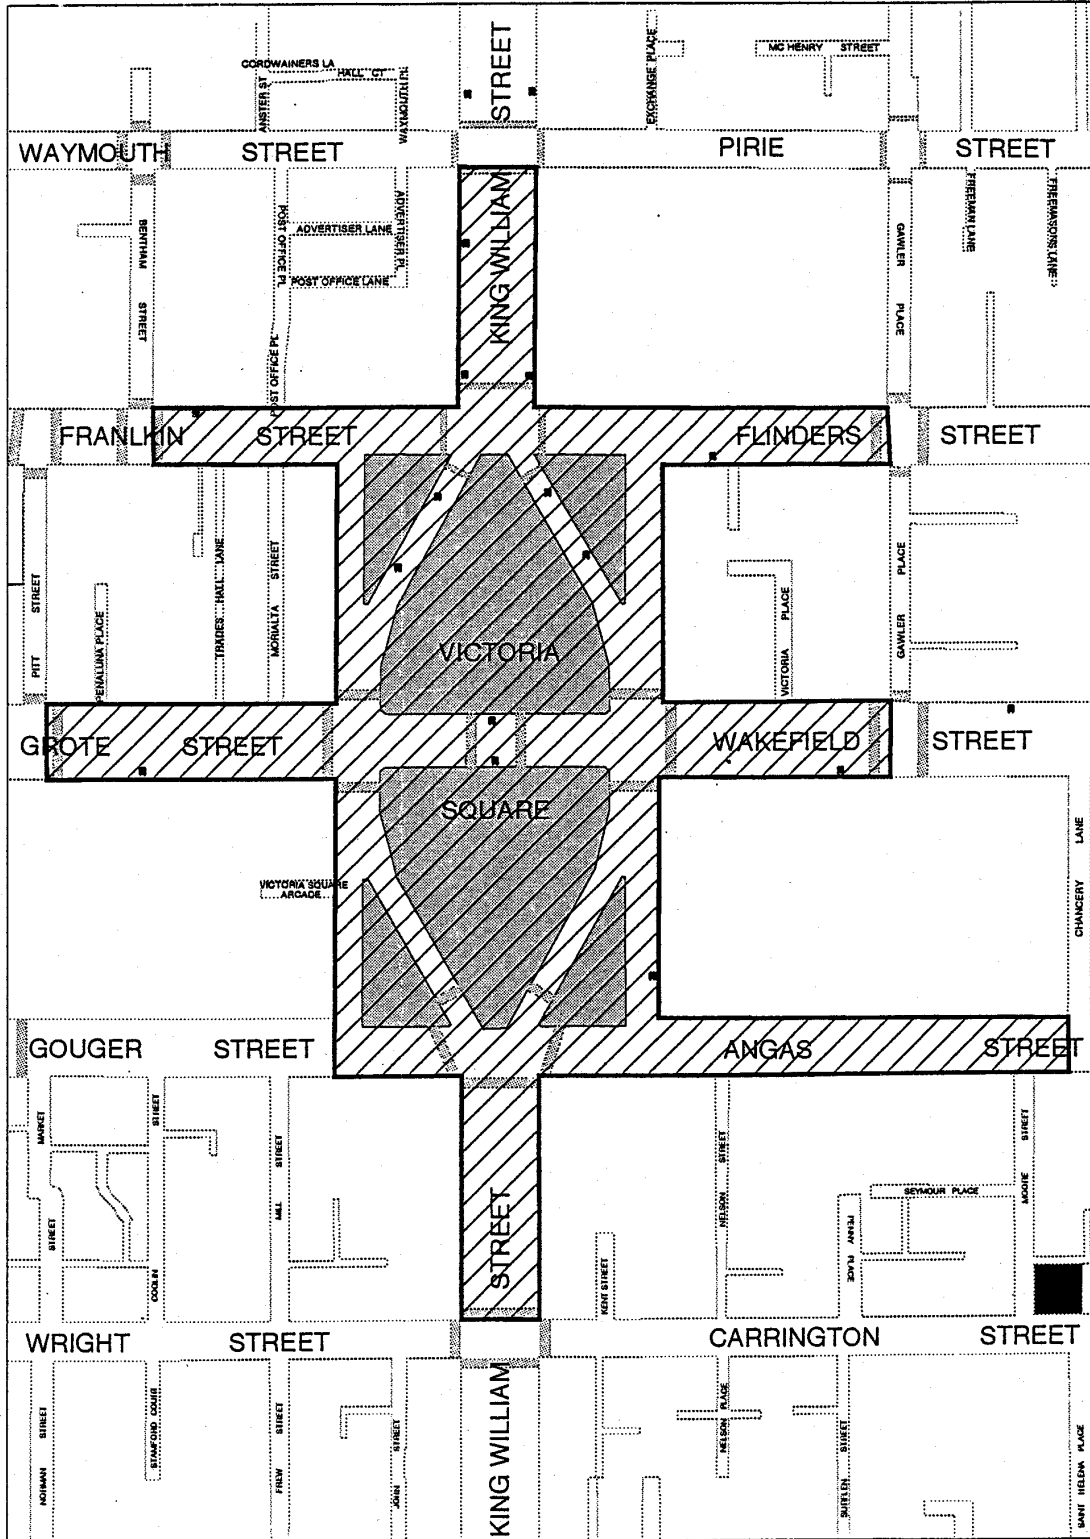 CORDWAINERS LA
HALL CT
ANSTER ST
WAYMOUTH PL
STREET
EXCHANGE PLACE
MC HENRY STREET
WAYMOUTH STREET
PIRIE STREET
BENTHAM STREET
POST OFFICE PL
ADVERTISER LANE
ADVERTISER PL
POST OFFICE LANE
POST OFFICE PL
KING WILLIAM
GAWLER PLACE
FREEMAN LANE
FREEMASONS LANE
FRANLKIN STREET
FLINDERS STREET
PITT STREET
PENALUNA PLACE
TRADES HALL LANE
MORIALTA STREET
VICTORIA
VICTORIA PLACE
GAWLER PLACE
GROTE STREET
WAKEFIELD STREET
SQUARE
VICTORIA SQUARE
ARCADE
CHANCERY LANE
GOUGER STREET
ANGAS STREET
MARKET
STREET
STREET
COGLIN
MILL STREET
STREET
KENT STREET
NELSON STREET
PENNY PLACE
SEYMOUR PLACE
MOORE STREET
WRIGHT STREET
CARRINGTON STREET
NORMAN STREET
STAMFORD COURT
FREW STREET
JOHN STREET
KING WILLIAM
NELSON PLACE
STREET
SAINT HELENA PLACE